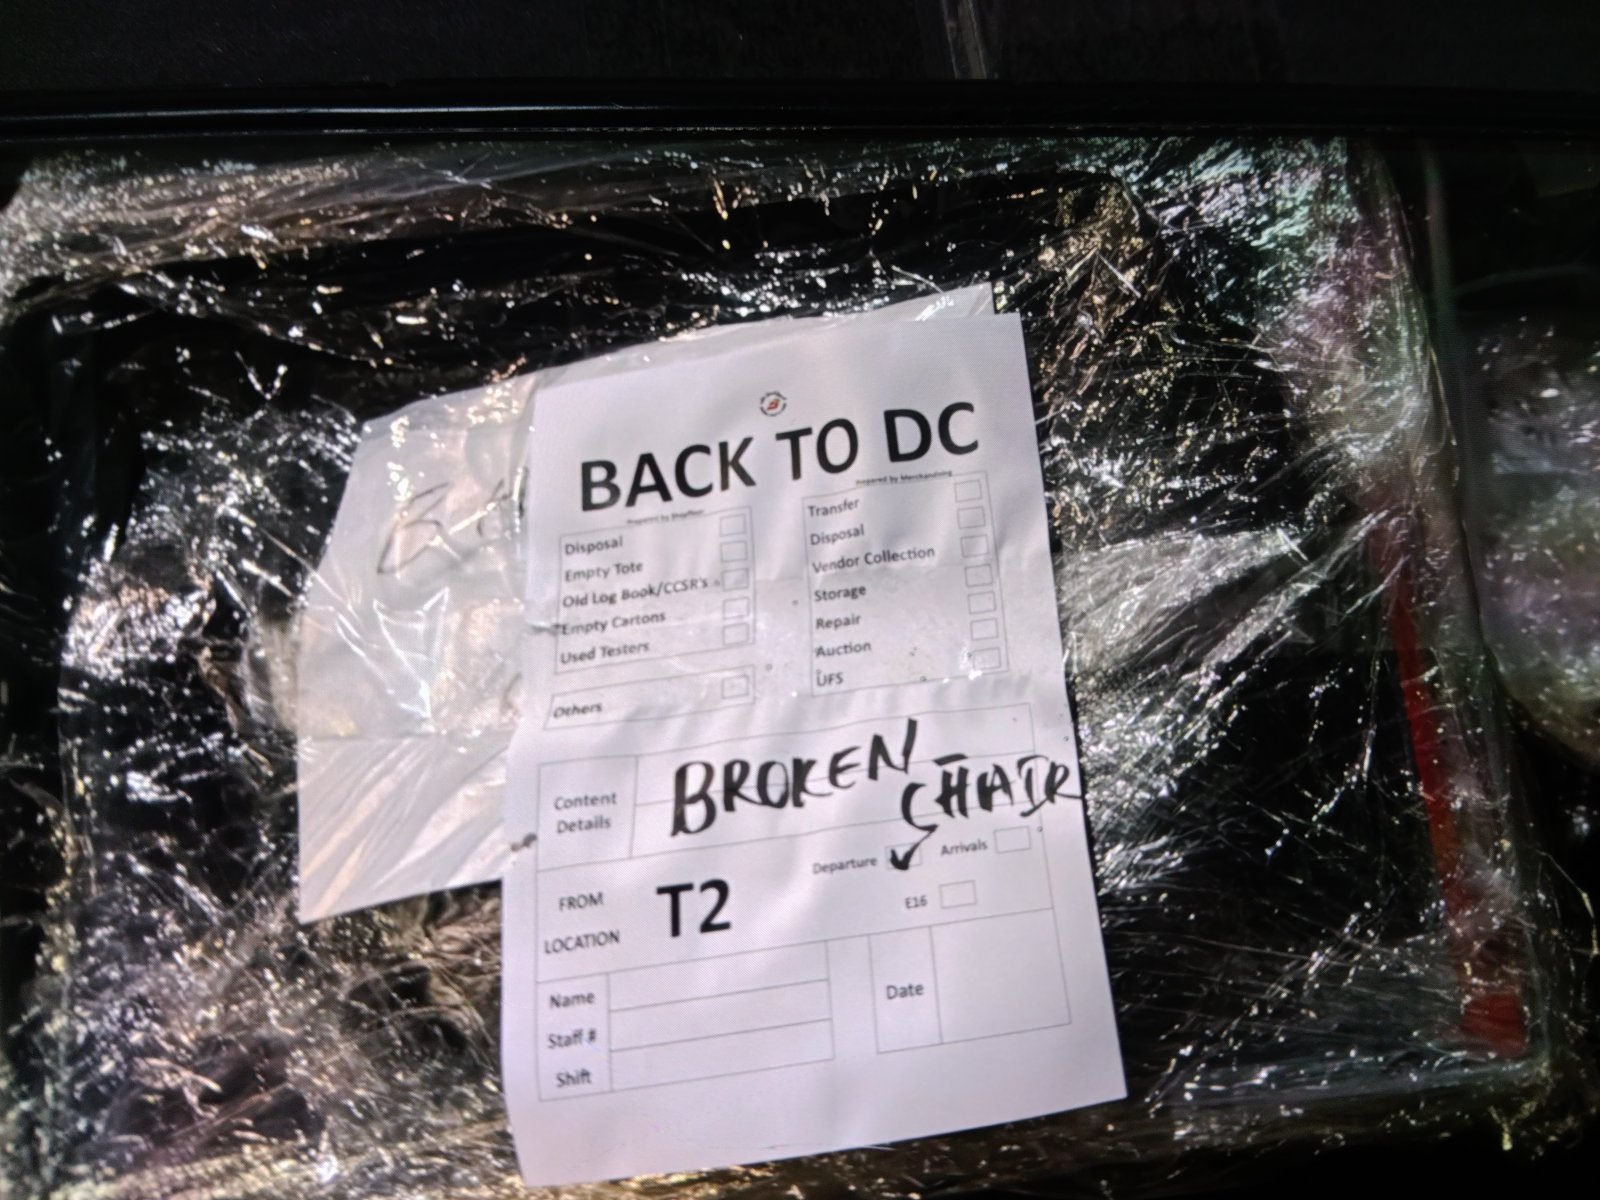 BACK TO DC
Prepared by Shopfloor
Disposal
Empty Tote
Old Log Book/CCSR's
Empty Cartons
Used Testers
Others
Prepared by Merchandising
Transfer
Disposal
Vendor Collection
Storage
Repair
Auction
UFS
Content
Details
BROKEN
CHAIR
FROM
LOCATION
T2
Departure
Arrivals
E16
Name
Staff #
Shift
Date